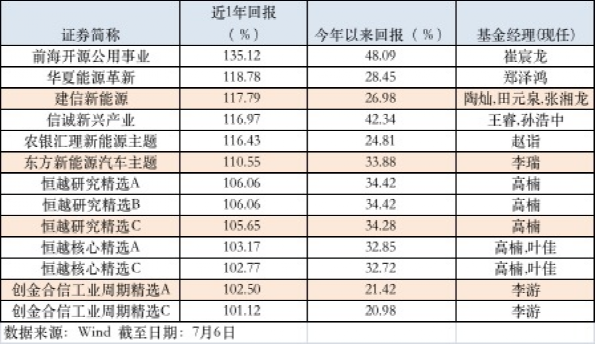 证券简称 近1年回报（%） 今年以来回报（%） 基金经理(现任)
前海开源公用事业 135.12 48.09 崔宸龙
华夏能源革新 118.78 28.45 郑泽鸿
建信新能源 117.79 26.98 陶灿,田元泉,张湘龙
信诚新兴产业 116.97 42.34 王睿,孙浩中
农银汇理新能源主题 116.43 24.81 赵诣
东方新能源汽车主题 110.55 33.88 李瑞
恒越研究精选A 106.06 34.42 高楠
恒越研究精选B 106.06 34.42 高楠
恒越研究精选C 105.65 34.28 高楠
恒越核心精选A 103.17 32.85 高楠,叶佳
恒越核心精选C 102.77 32.72 高楠,叶佳
创金合信工业周期精选A 102.50 21.42 李游
创金合信工业周期精选C 101.12 20.98 李游
数据来源：Wind 截至日期：7月6日